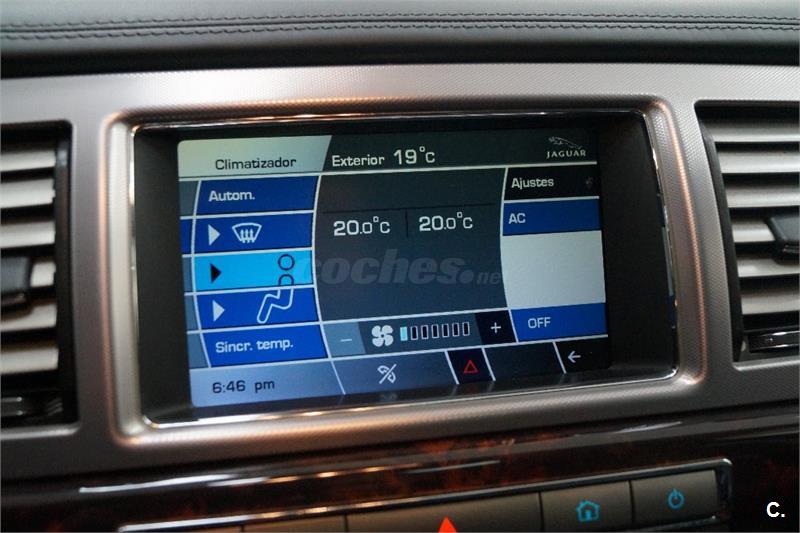 Climatizador
Exterior 19°C
JAGUAR
Autom.
Ajustes
20.0°C 20.0°C
AC
coches.net
Sincr. temp.
– +
OFF
6:46 pm
C.